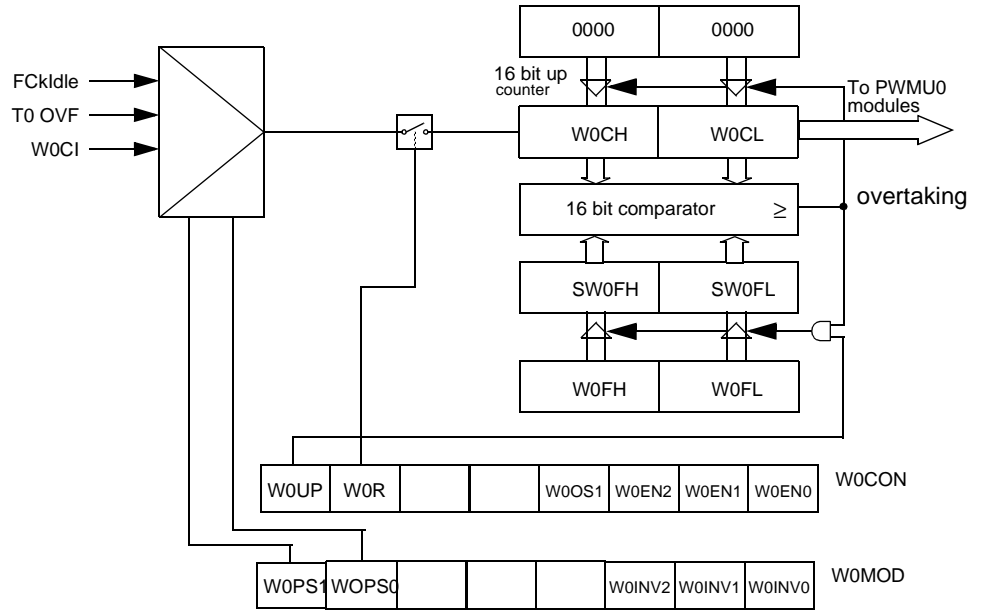 0000 0000
FCkIdle
T0 OVF
W0CI
16 bit up
counter
To PWMU0
modules
W0CH W0CL
16 bit comparator ≥
overtaking
SW0FH SW0FL
W0FH W0FL
W0UP W0R W0OS1 W0EN2 W0EN1 W0EN0 W0CON
W0PS1 WOPS0 W0INV2 W0INV1 W0INV0 W0MOD